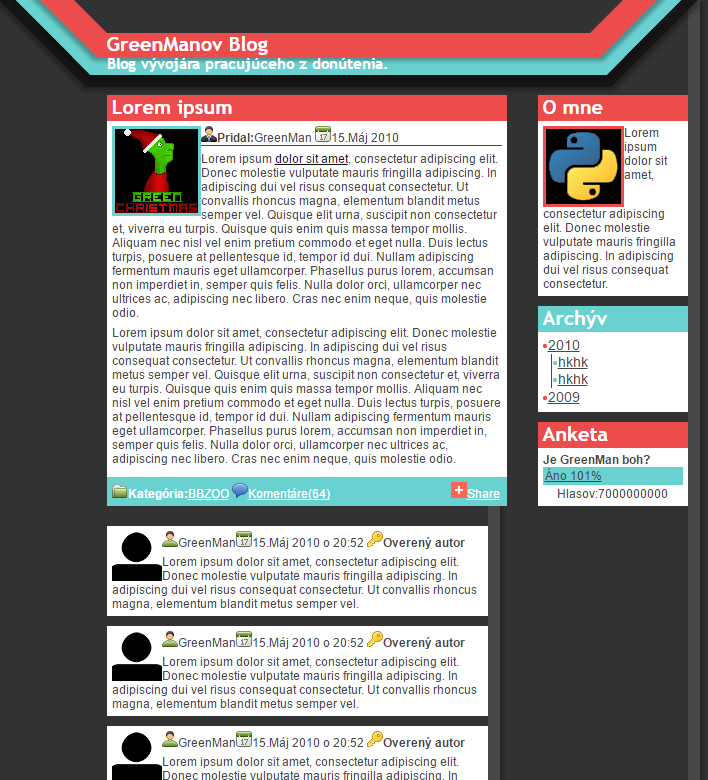 GreenManov Blog
Blog vývojára pracujúceho z donútenia.
Lorem ipsum
Pridal:GreenMan 17 15.Máj 2010
GREEN
CHRISTMAS
Lorem ipsum dolor sit amet, consectetur adipiscing elit.
Donec molestie vulputate mauris fringilla adipiscing. In
adipiscing dui vel risus consequat consectetur. Ut
convallis rhoncus magna, elementum blandit metus
semper vel. Quisque elit urna, suscipit non consectetur
et, viverra eu turpis. Quisque quis enim quis massa tempor mollis.
Aliquam nec nisl vel enim pretium commodo et eget nulla. Duis lectus
turpis, posuere at pellentesque id, tempor id dui. Nullam adipiscing
fermentum mauris eget ullamcorper. Phasellus purus lorem, accumsan
non imperdiet in, semper quis felis. Nulla dolor orci, ullamcorper nec
ultrices ac, adipiscing nec libero. Cras nec enim neque, quis molestie
odio.
Lorem ipsum dolor sit amet, consectetur adipiscing elit. Donec molestie
vulputate mauris fringilla adipiscing. In adipiscing dui vel risus
consequat consectetur. Ut convallis rhoncus magna, elementum blandit
metus semper vel. Quisque elit urna, suscipit non consectetur et, viverra
eu turpis. Quisque quis enim quis massa tempor mollis. Aliquam nec
nisl vel enim pretium commodo et eget nulla. Duis lectus turpis, posuere
at pellentesque id, tempor id dui. Nullam adipiscing fermentum mauris
eget ullamcorper. Phasellus purus lorem, accumsan non imperdiet in,
semper quis felis. Nulla dolor orci, ullamcorper nec ultrices ac,
adipiscing nec libero. Cras nec enim neque, quis molestie odio.
Kategória:BBZOO Komentáre(64) Share
GreenMan 17 15.Máj 2010 o 20:52 Overený autor
Lorem ipsum dolor sit amet, consectetur adipiscing elit.
Donec molestie vulputate mauris fringilla adipiscing. In
adipiscing dui vel risus consequat consectetur. Ut convallis rhoncus
magna, elementum blandit metus semper vel.
GreenMan 17 15.Máj 2010 o 20:52 Overený autor
Lorem ipsum dolor sit amet, consectetur adipiscing elit.
Donec molestie vulputate mauris fringilla adipiscing. In
adipiscing dui vel risus consequat consectetur. Ut convallis rhoncus
magna, elementum blandit metus semper vel.
GreenMan 17 15.Máj 2010 o 20:52 Overený autor
Lorem ipsum dolor sit amet, consectetur adipiscing elit.
Donec molestie vulputate mauris fringilla adipiscing. In
O mne
Lorem
ipsum
dolor sit
amet,
consectetur adipiscing
elit. Donec molestie
vulputate mauris fringilla
adipiscing. In adipiscing
dui vel risus consequat
consectetur.
Archýv
2010
hkhk
hkhk
2009
Anketa
Je GreenMan boh?
Áno 101%
Hlasov:7000000000